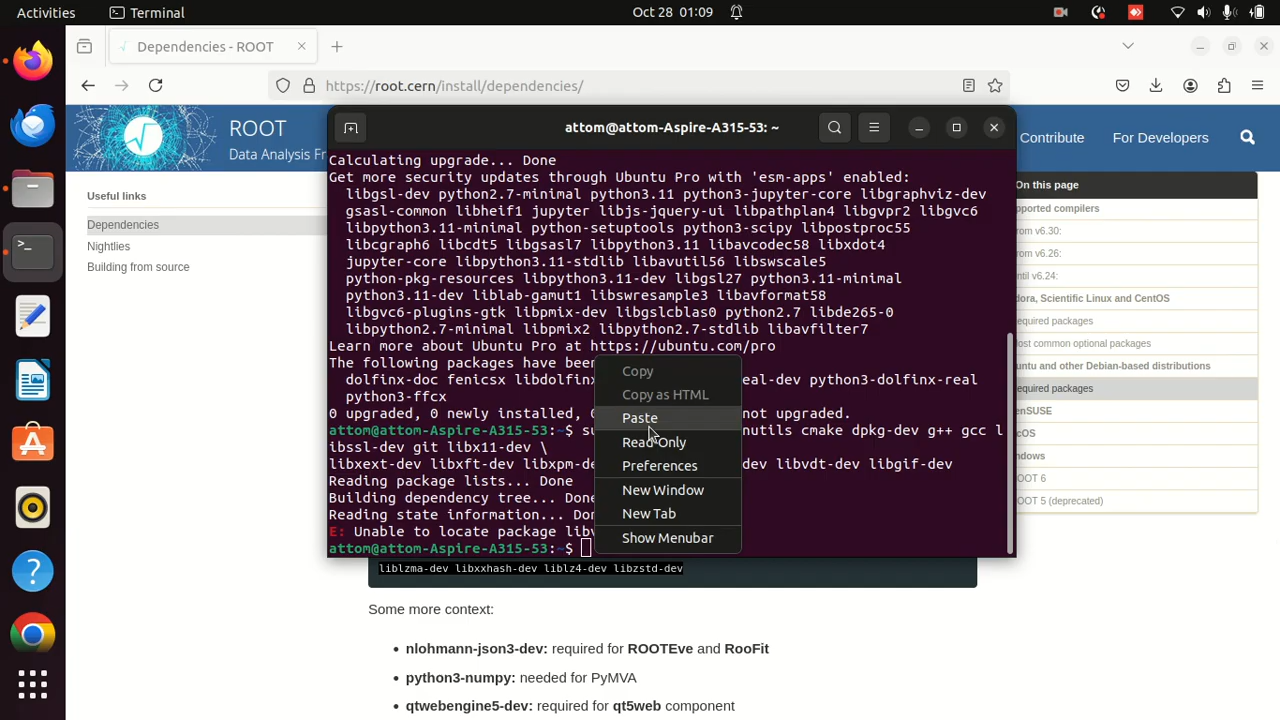 Activities
Terminal
Oct 28 01:09
Dependencies - ROOT
https://root.cern/install/dependencies/
ROOT
Data Analysis Fr
Contribute
For Developers
Useful links
Dependencies
Nightlies
Building from source
attom@attom-Aspire-A315-53: ~
Calculating upgrade... Done
Get more security updates through Ubuntu Pro with 'esm-apps' enabled:
libgsl-dev python2.7-minimal python3.11 python3-jupyter-core libgraphviz-dev
gsasl-common libheif1 jupyter libjs-jquery-ui libpathplan4 libgvpr2 libgvc6
libpython3.11-minimal python-setuptools python3-scipy libpostproc55
libcgraph6 libcdt5 libgsasl7 libpython3.11 libavcodec58 libxdot4
jupyter-core libpython3.11-stdlib libavutil56 libswscale5
python-pkg-resources libpython3.11-dev libgsl27 python3.11-minimal
python3.11-dev liblab-gamut1 libswresample3 libavformat58
libgvc6-plugins-gtk libpmix-dev libgslcblas0 python2.7 libde265-0
libpython2.7-minimal libpmix2 libpython2.7-stdlib libavfilter7
Learn more about Ubuntu Pro at https://ubuntu.com/pro
The following packages have been
dolfinx-doc fenicsx libdolfinx eal-dev python3-dolfinx-real
python3-ffcx
0 upgraded, 0 newly installed, 0 not upgraded.
attom@attom-Aspire-A315-53:~$ su nutils cmake dpkg-dev g++ gcc l
ibssl-dev git libx11-dev \
libxext-dev libxft-dev libxpm-de dev libvdt-dev libgif-dev
Reading package lists... Done
Building dependency tree... Done
Reading state information... Don
E: Unable to locate package libv
attom@attom-Aspire-A315-53:~$
Copy
Copy as HTML
Paste
Read-Only
Preferences
New Window
New Tab
Show Menubar
On this page
pported compilers
rom v6.30:
rom v6.26:
ntil v6.24:
dora, Scientific Linux and CentOS
equired packages
ost common optional packages
untu and other Debian-based distributions
equired packages
enSUSE
cOS
ndows
OOT 6
OOT 5 (deprecated)
liblzma-dev libxxhash-dev liblz4-dev libzstd-dev
Some more context:
• nlohmann-json3-dev: required for ROOTEve and RooFit
• python3-numpy: needed for PyMVA
• qtwebengine5-dev: required for qt5web component